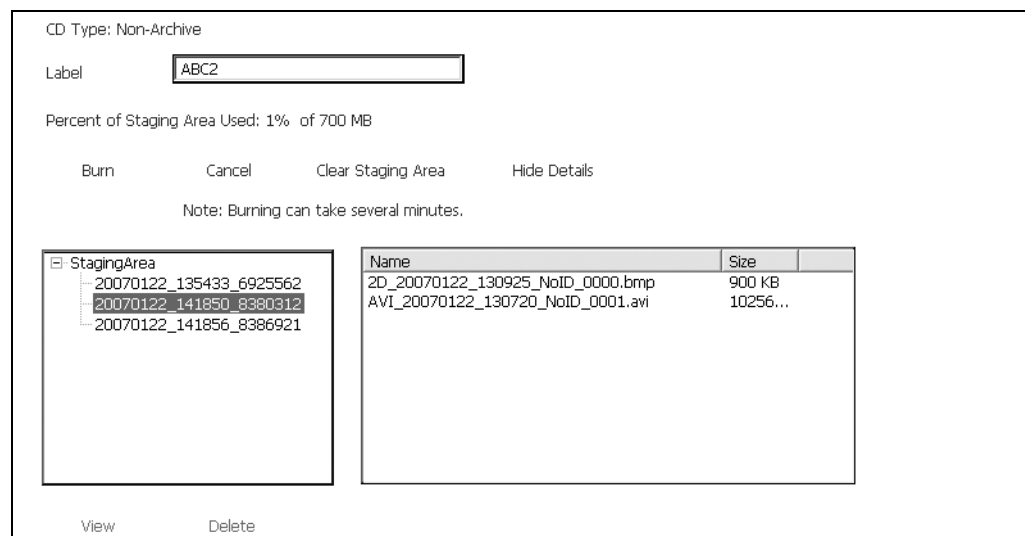 CD Type: Non-Archive
Label ABC2
Percent of Staging Area Used: 1% of 700 MB
Burn Cancel Clear Staging Area Hide Details
Note: Burning can take several minutes.
StagingArea
20070122_135433_6925562
20070122_141850_8380312
20070122_141856_8386921
Name Size
2D_20070122_130925_NoID_0000.bmp 900 KB
AVI_20070122_130720_NoID_0001.avi 10256...
View Delete